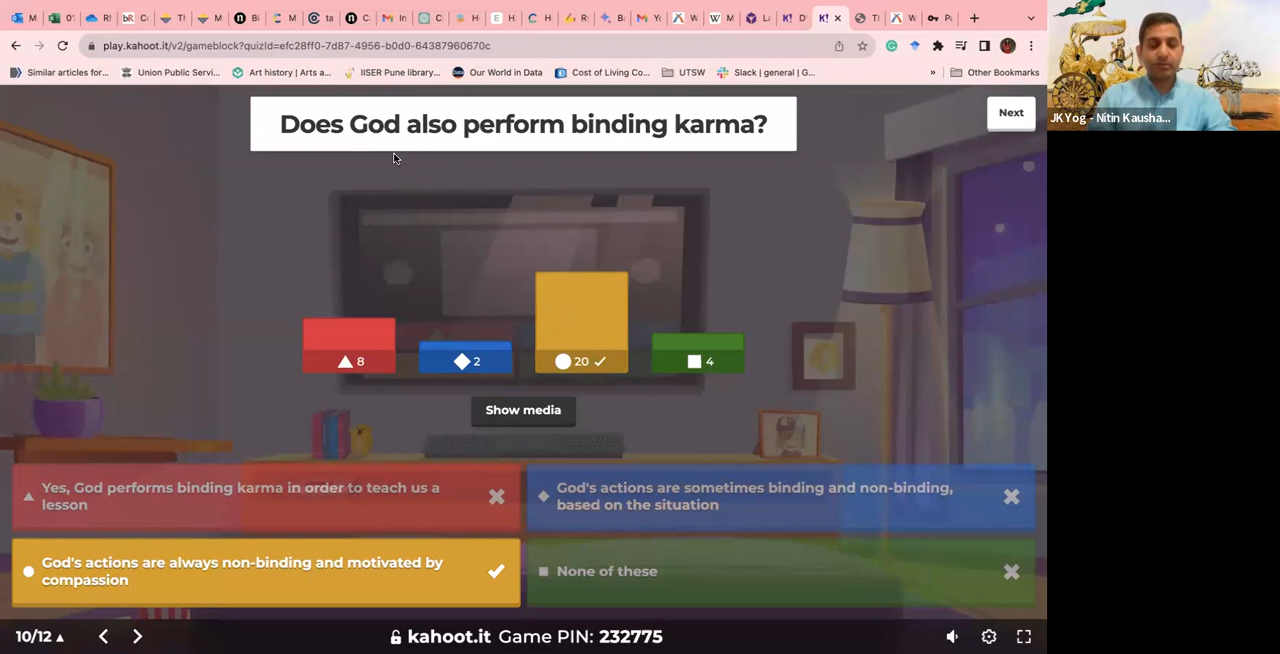 play.kahoot.it/v2/gameblock?quizId=efc28ff0-7d87-4956-b0d0-64387960670c
Similar articles for... Union Public Servi... Art history | Arts a... IISER Pune library... Our World in Data Cost of Living Co... UTSW Slack | general | G... » Other Bookmarks
Does God also perform binding karma?
Next
JKYog - Nitin Kausha...
8 2 20 4
Show media
Yes, God performs binding karma in order to teach us a
lesson
God's actions are sometimes binding and non-binding,
based on the situation
God's actions are always non-binding and motivated by
compassion
None of these
10/12
kahoot.it Game PIN: 232775